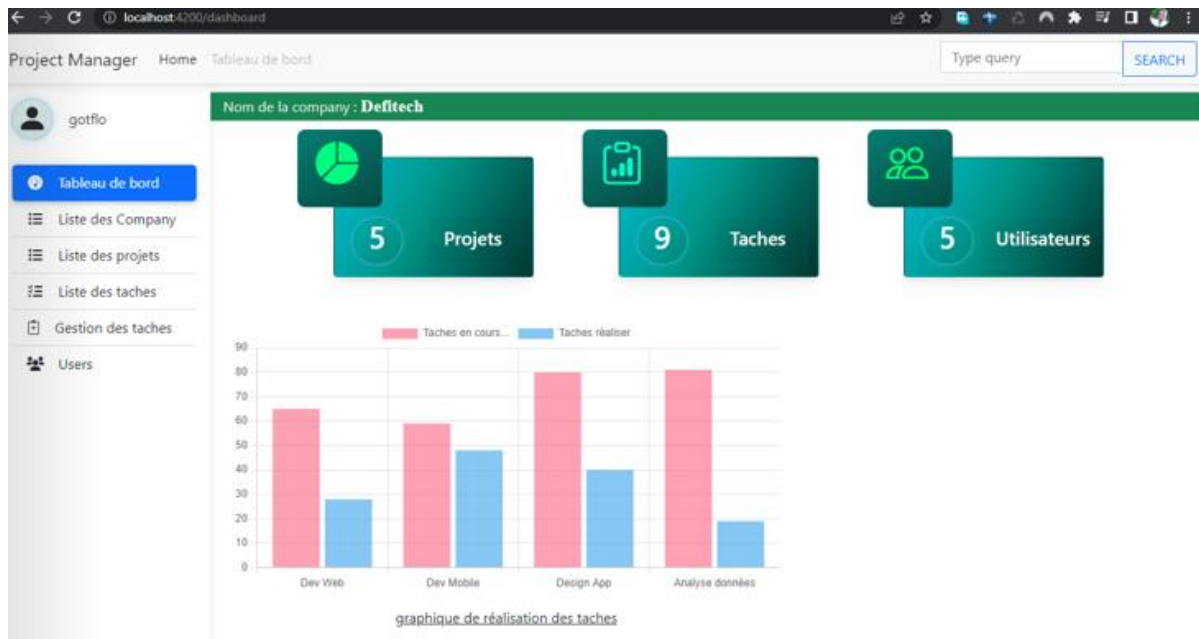 localhost:4200/dashboard
Project Manager Home Tableau de bord Type query SEARCH
gotflo
Nom de la company : Defitech
Tableau de bord
Liste des Company
Liste des projets
Liste des taches
Gestion des taches
Users
5 Projets
9 Taches
5 Utilisateurs
Taches en cours... Taches réaliser
90
80
70
60
50
40
30
20
10
0
Dev Web Dev Mobile Design App Analyse données
graphique de réalisation des taches